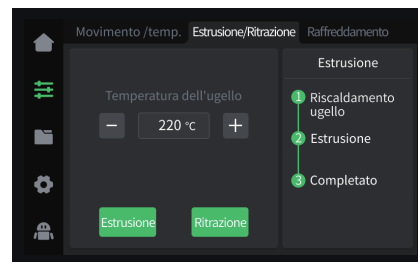 Movimento /temp. Estrusione/Ritrazione Raffreddamento
Temperatura dell'ugello
220 °C
Estrusione Ritrazione
Estrusione
1 Riscaldamento
ugello
2 Estrusione
3 Completato